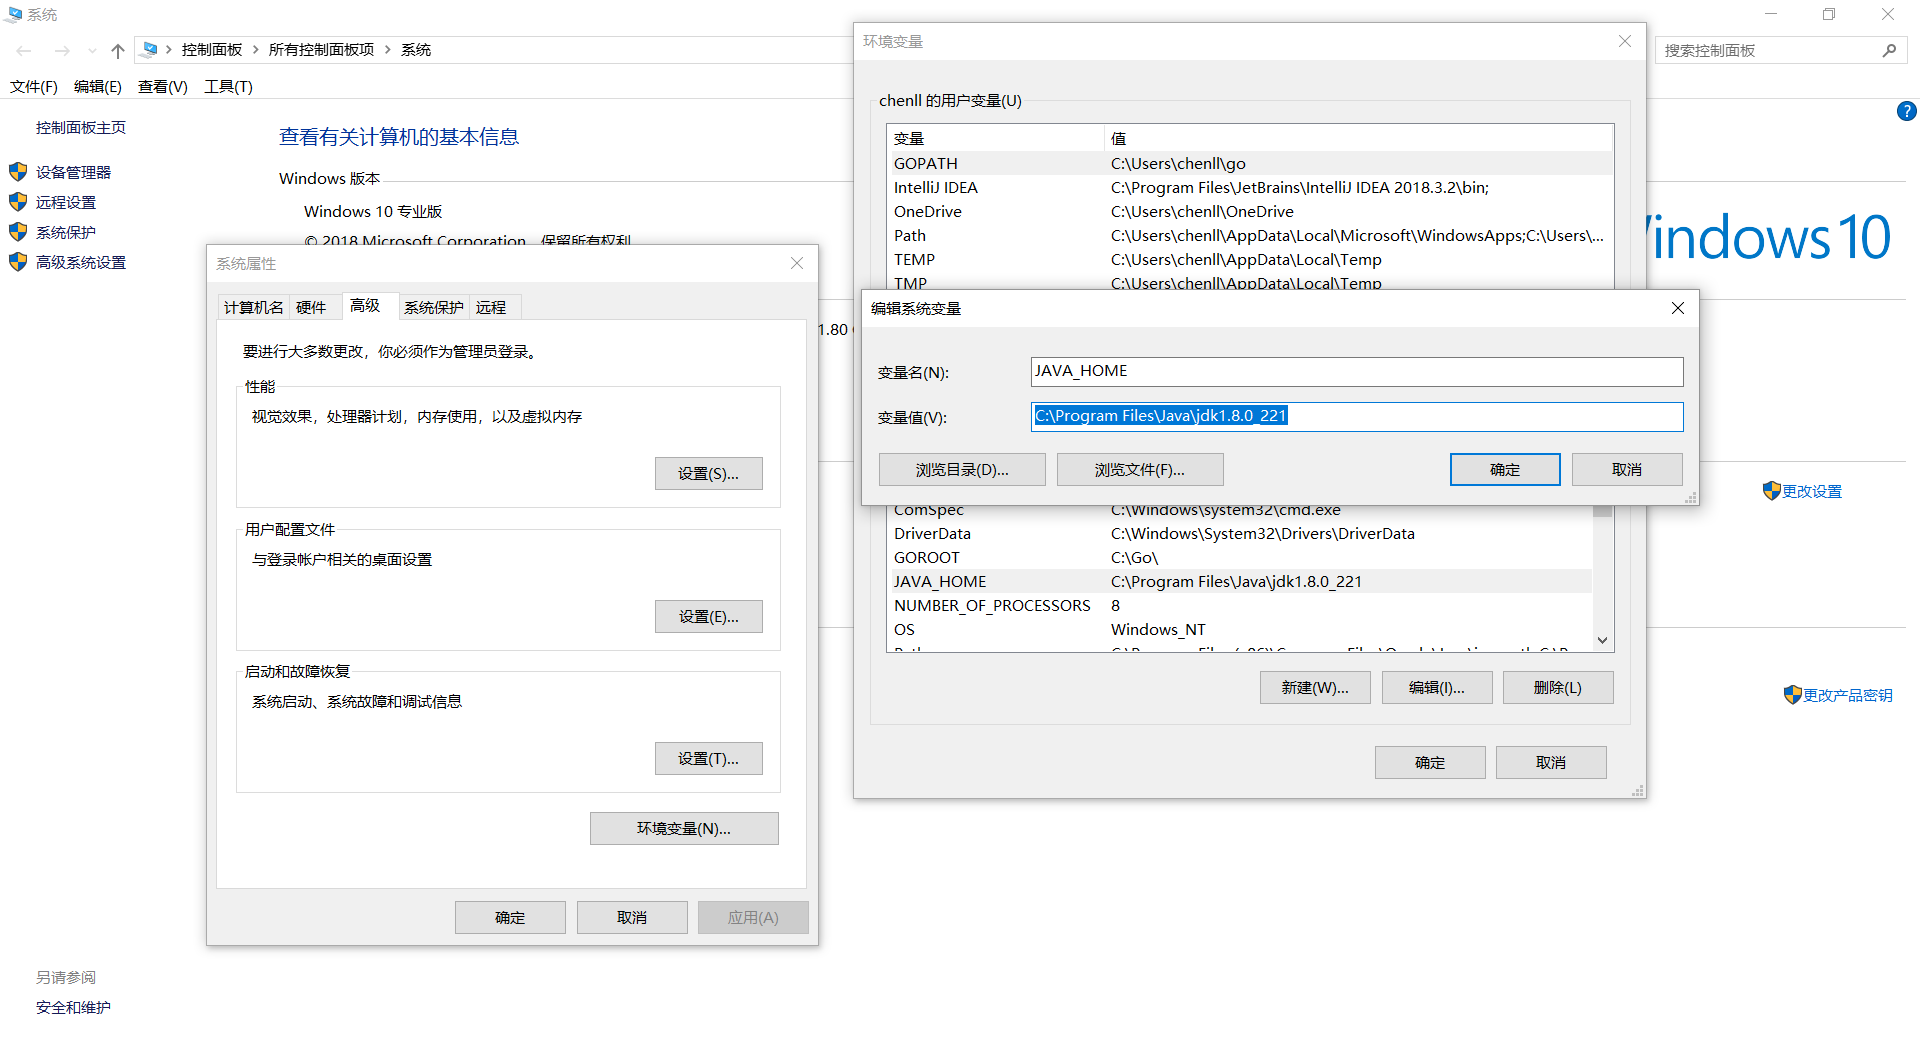 系统
控制面板
所有控制面板项
系统
搜索控制面板
文件(F)
编辑(E)
查看(V)
工具(T)
控制面板主页
设备管理器
远程设置
系统保护
高级系统设置
另请参阅
安全和维护
查看有关计算机的基本信息
Windows 版本
Windows 10 专业版
© 2018 Microsoft Corporation。保留所有权利
1.80
indows 10
更改设置
更改产品密钥
系统属性
计算机名
硬件
高级
系统保护
远程
要进行大多数更改，你必须作为管理员登录。
性能
视觉效果，处理器计划，内存使用，以及虚拟内存
设置(S)...
用户配置文件
与登录帐户相关的桌面设置
设置(E)...
启动和故障恢复
系统启动、系统故障和调试信息
设置(T)...
环境变量(N)...
确定
取消
应用(A)
环境变量
chenll 的用户变量(U)
变量 值
GOPATH C:\Users\chenll\go
IntelliJ IDEA C:\Program Files\JetBrains\IntelliJ IDEA 2018.3.2\bin;
OneDrive C:\Users\chenll\OneDrive
Path C:\Users\chenll\AppData\Local\Microsoft\WindowsApps;C:\Users\...
TEMP C:\Users\chenll\AppData\Local\Temp
TMP C:\Users\chenll\AppData\Local\Temp
编辑系统变量
变量名(N): JAVA_HOME
变量值(V): C:\Program Files\Java\jdk1.8.0_221
浏览目录(D)...
浏览文件(F)...
确定
取消
ComSpec C:\Windows\system32\cmd.exe
DriverData C:\Windows\System32\Drivers\DriverData
GOROOT C:\Go\
JAVA_HOME C:\Program Files\Java\jdk1.8.0_221
NUMBER_OF_PROCESSORS 8
OS Windows_NT
新建(W)...
编辑(I)...
删除(L)
确定
取消